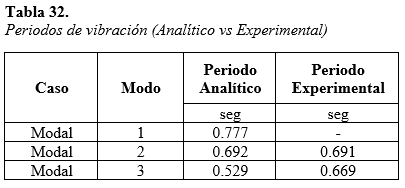 Tabla 32.
Periodos de vibración (Analítico vs Experimental)
Caso Modo Periodo Analítico Periodo Experimental
seg seg
Modal 1 0.777 -
Modal 2 0.692 0.691
Modal 3 0.529 0.669